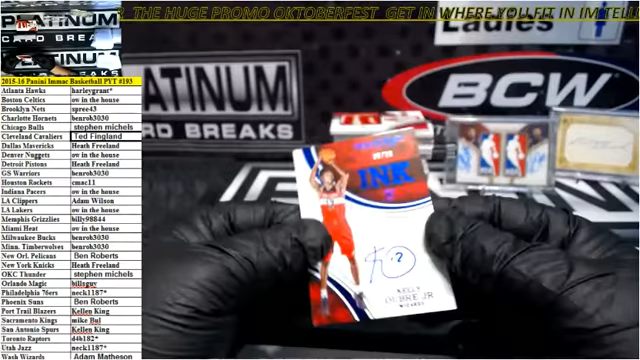 THE HUGE PROMO OKTOBERFEST GET IN WHERE YOU FIT IN IM TELL
PLATINUM
CARD BREAKS
Ladies
ATINUM
RD BREAKS
BCW
2015-16 Panini Immac Basketball PYT #193
Atlanta Hawks harleygrant*
Boston Celtics ov in the house
Brooklyn Nets spree43
Charlotte Hornets benrob3030
Chicago Bulls stephen michels
Cleveland Cavaliers Ted Fingland
Dallas Mavericks Heath Freeland
Denver Nuggets ov in the house
Detroit Pistons Heath Freeland
GS Warriors benrob3030
Houston Rockets cmac11
Indiana Pacers ov in the house
LA Clippers Adam Wilson
LA Lakers ov in the house
Memphis Grizzlies billy98844
Miami Heat ov in the house
Milwaukee Bucks benrob3030
Minn. Timberwolves benrob3030
New Orl. Pelicans Ben Roberts
New York Knicks Heath Freeland
OKC Thunder stephen michels
Orlando Magic billsguy
Philadelphia 76ers neck1187*
Phoenix Suns Ben Roberts
Port Trail Blazers Kellen King
Sacramento Kings mike Bul
San Antonio Spurs Kellen King
Toronto Raptors d4b182*
Utah Jazz neck1187*
Wash Wizards Adam Matheson
INK
KELLY
OUBRE JR
WIZARDS